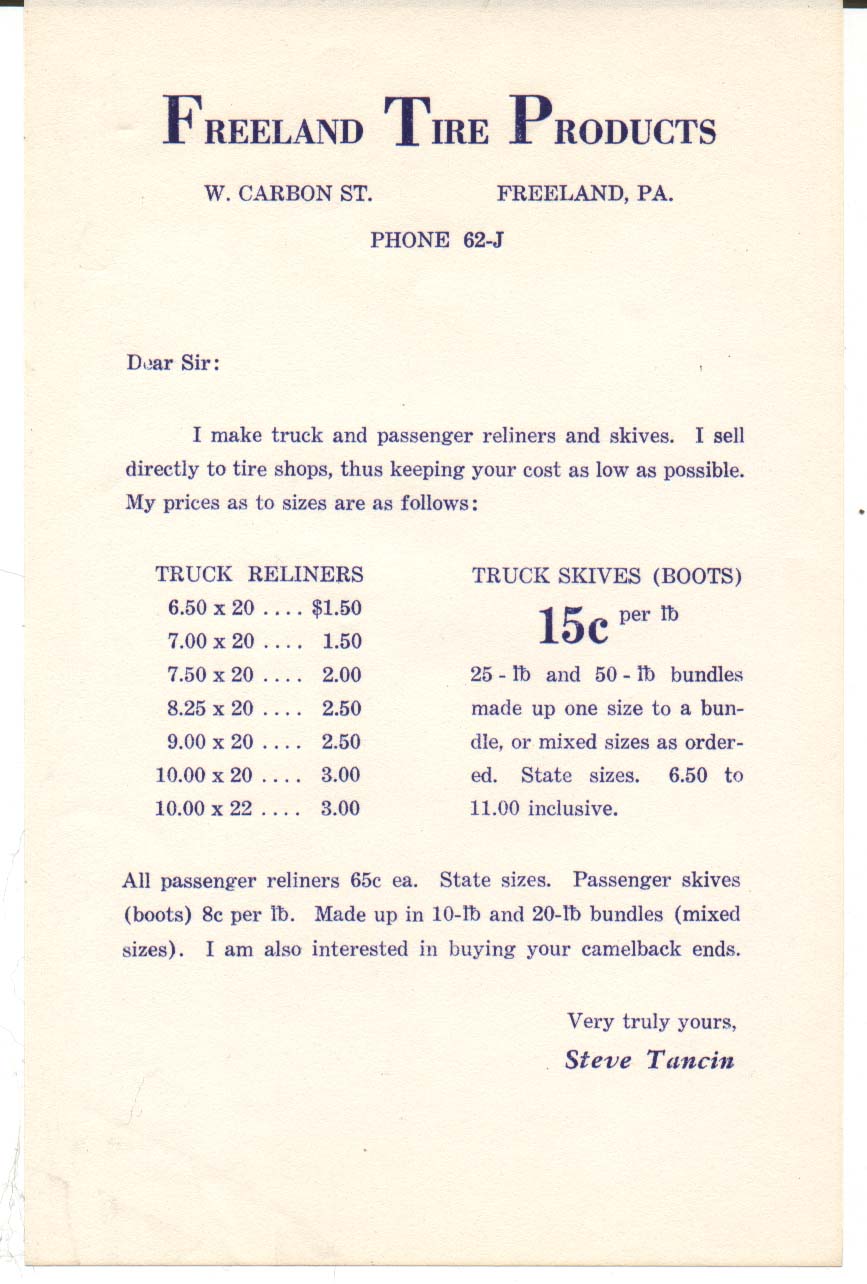 FREELAND TIRE PRODUCTS
W. CARBON ST. FREELAND, PA.
PHONE 62-J
Dear Sir:
I make truck and passenger reliners and skives. I sell
directly to tire shops, thus keeping your cost as low as possible.
My prices as to sizes are as follows:
TRUCK RELINERS
6.50 x 20 .... $1.50
7.00 x 20 .... 1.50
7.50 x 20 .... 2.00
8.25 x 20 .... 2.50
9.00 x 20 .... 2.50
10.00 x 20 .... 3.00
10.00 x 22 .... 3.00
TRUCK SKIVES (BOOTS)
15c per ℔
25 - ℔ and 50 - ℔ bundles
made up one size to a bun-
dle, or mixed sizes as order-
ed. State sizes. 6.50 to
11.00 inclusive.
All passenger reliners 65c ea. State sizes. Passenger skives
(boots) 8c per ℔. Made up in 10-℔ and 20-℔ bundles (mixed
sizes). I am also interested in buying your camelback ends.
Very truly yours,
Steve Tancin